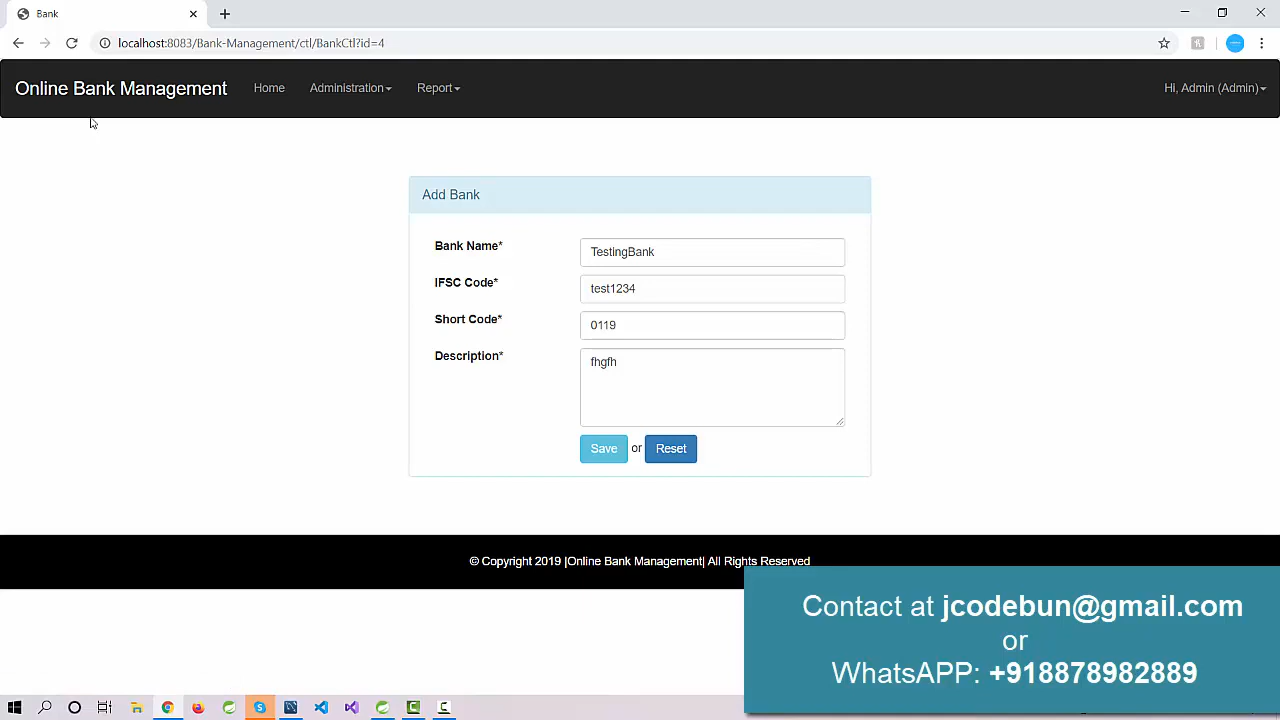 Bank
localhost:8083/Bank-Management/ctl/BankCtl?id=4
Online Bank Management Home Administration Report HI, Admin (Admin)
Add Bank
Bank Name* TestingBank
IFSC Code* test1234
Short Code* 0119
Description* fhgfh
Save or Reset
© Copyright 2019 |Online Bank Management| All Rights Reserved
Contact at jcodebun@gmail.com
or
WhatsAPP: +918878982889